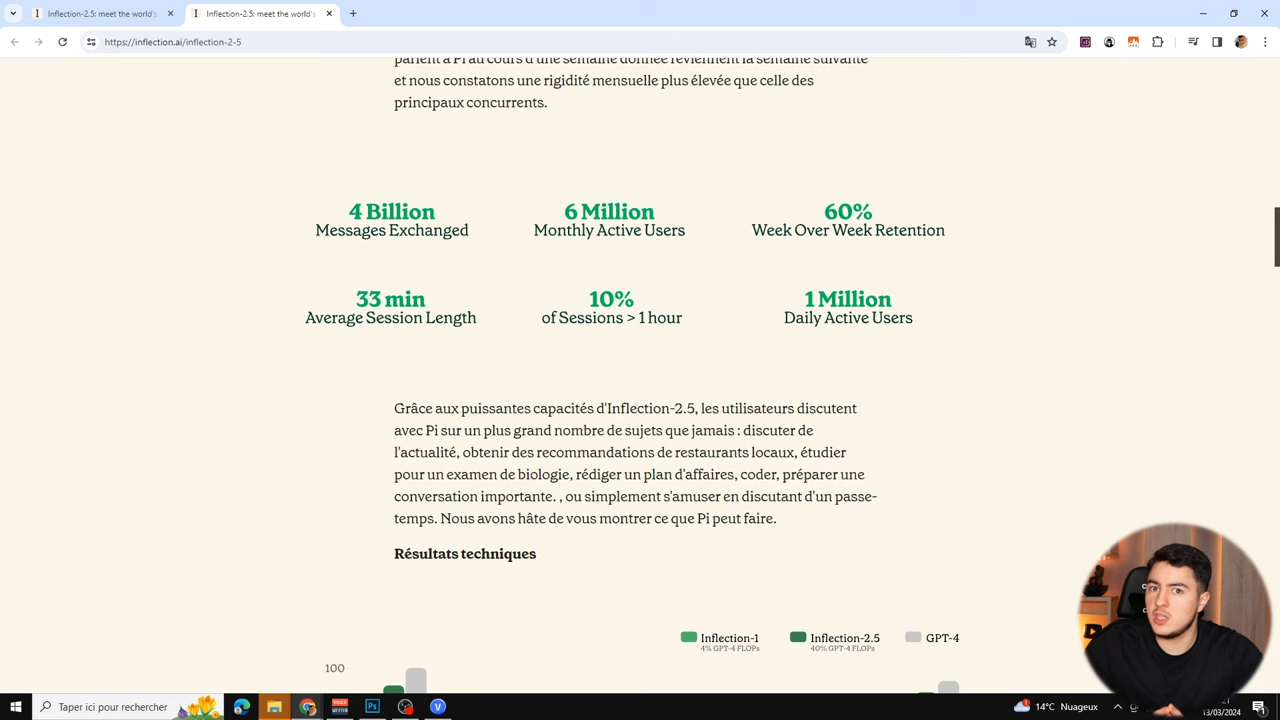 Inflection-2.5: meet the world's
Inflection-2.5: meet the world's
https://inflection.ai/inflection-2-5
parlent à Pi au cours d'une semaine donnée reviennent la semaine suivante
et nous constatons une rigidité mensuelle plus élevée que celle des
principaux concurrents.
4 Billion
Messages Exchanged
6 Million
Monthly Active Users
60%
Week Over Week Retention
33 min
Average Session Length
10%
of Sessions > 1 hour
1 Million
Daily Active Users
Grâce aux puissantes capacités d'Inflection-2.5, les utilisateurs discutent
avec Pi sur un plus grand nombre de sujets que jamais : discuter de
l'actualité, obtenir des recommandations de restaurants locaux, étudier
pour un examen de biologie, rédiger un plan d'affaires, coder, préparer une
conversation importante. , ou simplement s'amuser en discutant d'un passe-
temps. Nous avons hâte de vous montrer ce que Pi peut faire.
Résultats techniques
Inflection-1
4% GPT-4 FLOPs
Inflection-2.5
40% GPT-4 FLOPs
GPT-4
100
Taper ici pour rechercher
14°C Nuageux
13/03/2024